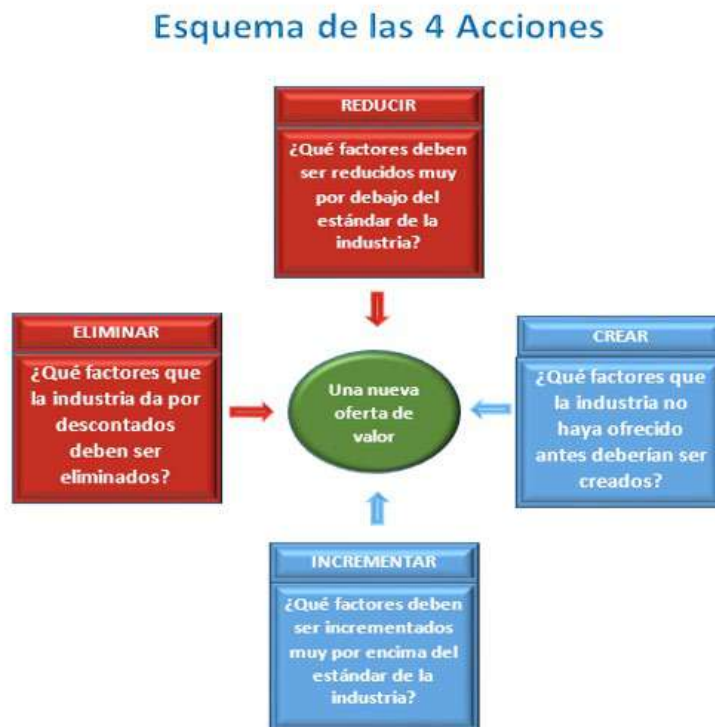 Esquema de las 4 Acciones
REDUCIR
¿Qué factores deben
ser reducidos muy
por debajo del
estándar de la
industria?
ELIMINAR
¿Qué factores que
la industria da por
descontados
deben ser
eliminados?
Una nueva
oferta de
valor
CREAR
¿Qué factores que
la industria no
haya ofrecido
antes deberían ser
creados?
INCREMENTAR
¿Qué factores deben
ser incrementados
muy por encima del
estándar de la
industria?